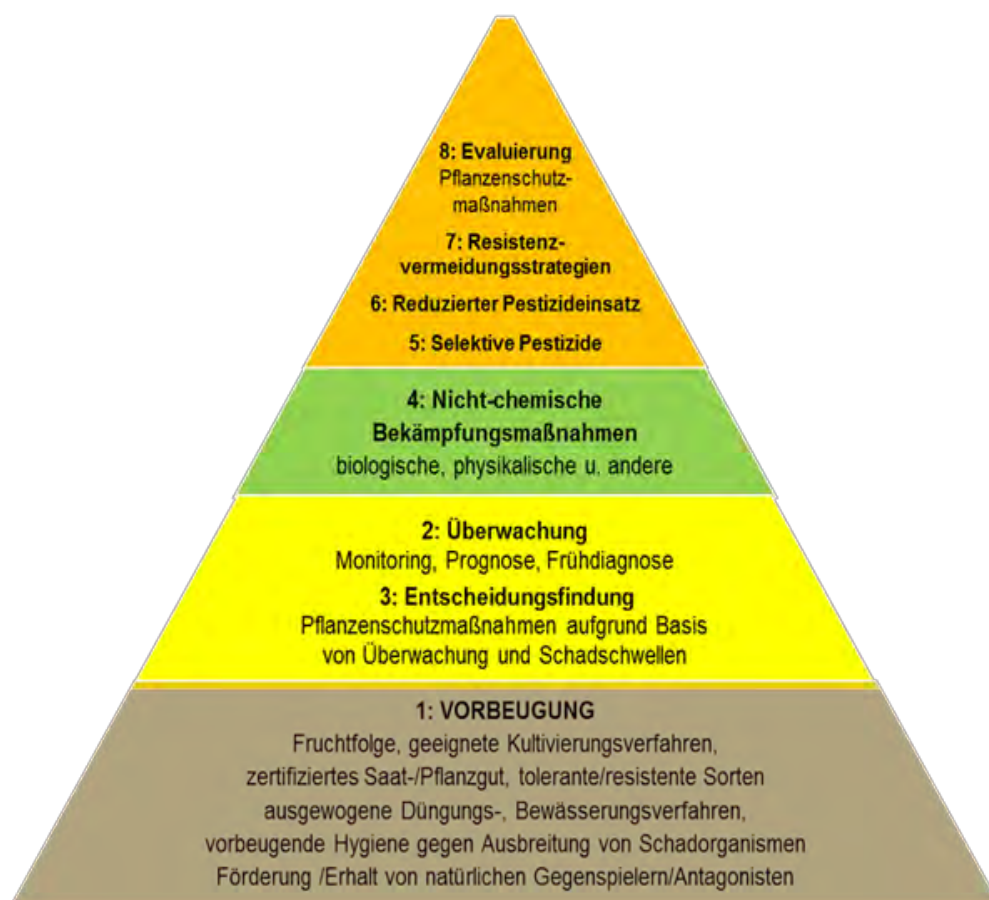 8: Evaluierung
Pflanzenschutz-
maßnahmen
7: Resistenz-
vermeidungsstrategien
6: Reduzierter Pestizideinsatz
5: Selektive Pestizide
4: Nicht-chemische
Bekämpfungsmaßnahmen
biologische, physikalische u. andere
2: Überwachung
Monitoring, Prognose, Frühdiagnose
3: Entscheidungsfindung
Pflanzenschutzmaßnahmen aufgrund Basis
von Überwachung und Schadschwellen
1: VORBEUGUNG
Fruchtfolge, geeignete Kultivierungsverfahren,
zertifiziertes Saat-/Pflanzgut, tolerante/resistente Sorten
ausgewogene Düngungs-, Bewässerungsverfahren,
vorbeugende Hygiene gegen Ausbreitung von Schadorganismen
Förderung /Erhalt von natürlichen Gegenspielern/Antagonisten